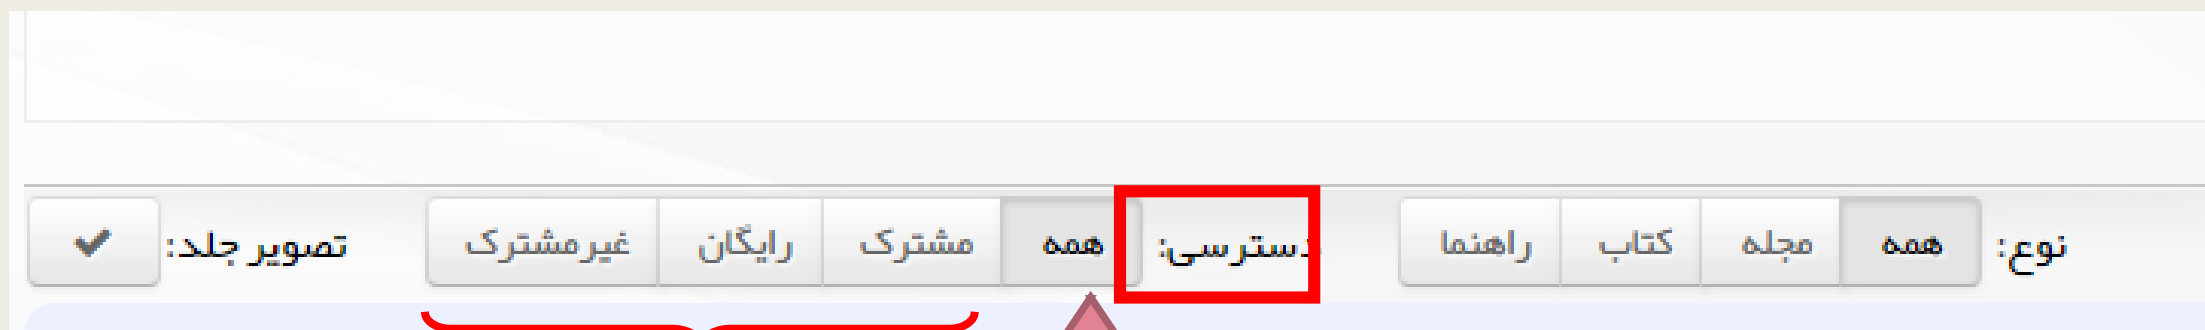 نوع: همه مجله کتاب راهنما دسترسی: همه مشترک رایگان غیرمشترک تصویر جلد: